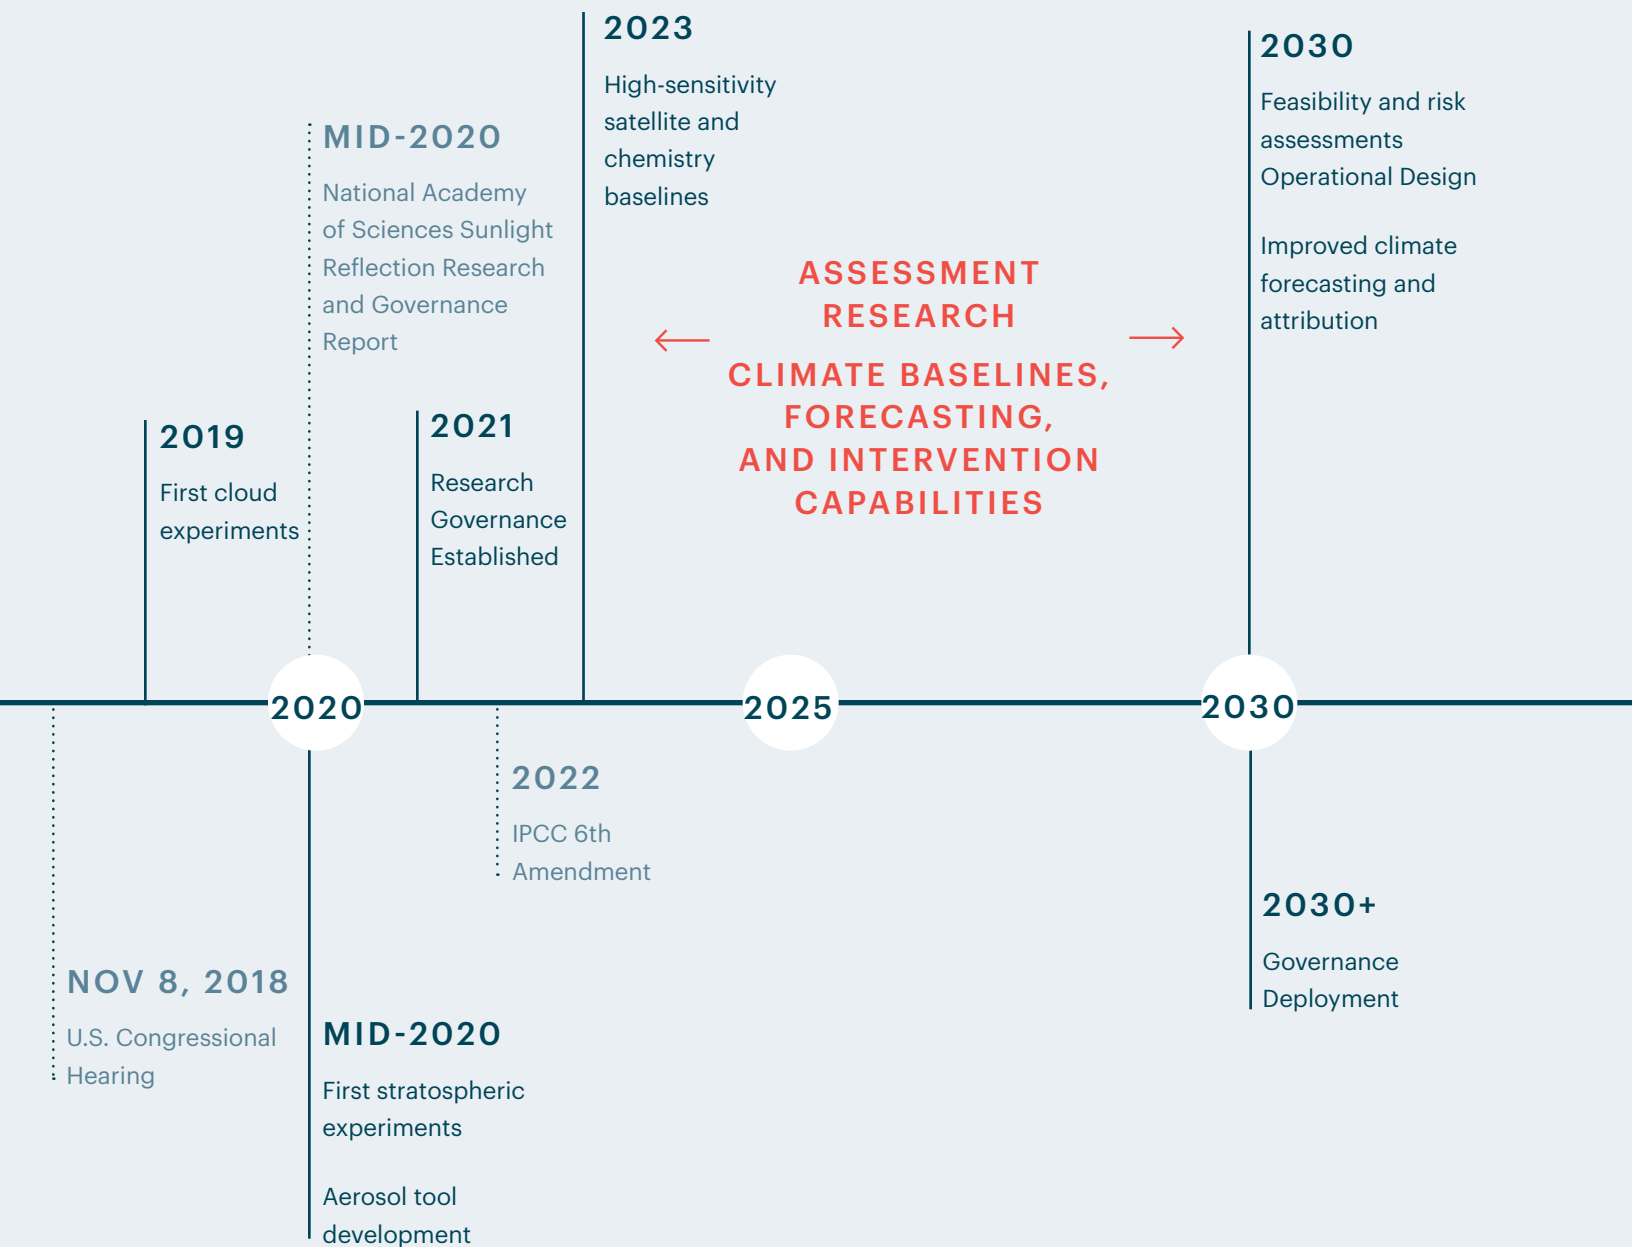 2023
High-sensitivity
satellite and
chemistry
baselines
2030
Feasibility and risk
assessments
Operational Design
Improved climate
forecasting and
attribution
MID-2020
National Academy
of Sciences Sunlight
Reflection Research
and Governance
Report
ASSESSMENT
RESEARCH
CLIMATE BASELINES,
FORECASTING,
AND INTERVENTION
CAPABILITIES
2019
First cloud
experiments
2021
Research
Governance
Established
2020
2025
2030
2022
IPCC 6th
Amendment
2030+
Governance
Deployment
NOV 8, 2018
U.S. Congressional
Hearing
MID-2020
First stratospheric
experiments
Aerosol tool
development